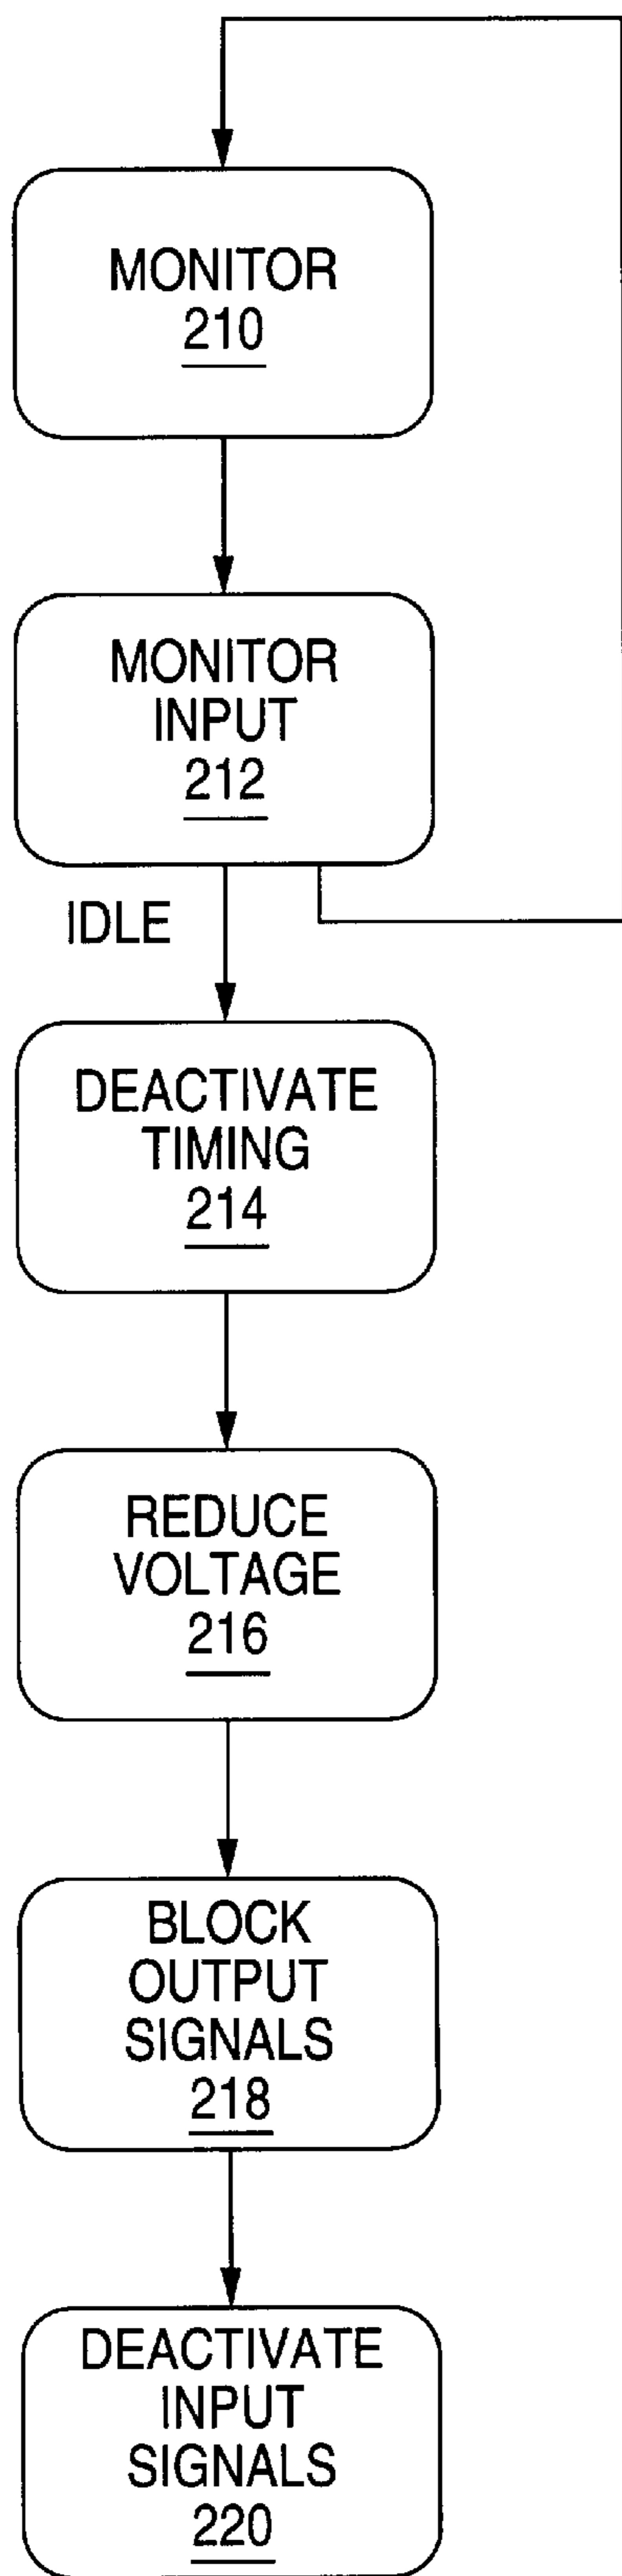 MONITOR
210
MONITOR
INPUT
212
IDLE
DEACTIVATE
TIMING
214
REDUCE
VOLTAGE
216
BLOCK
OUTPUT
SIGNALS
218
DEACTIVATE
INPUT
SIGNALS
220